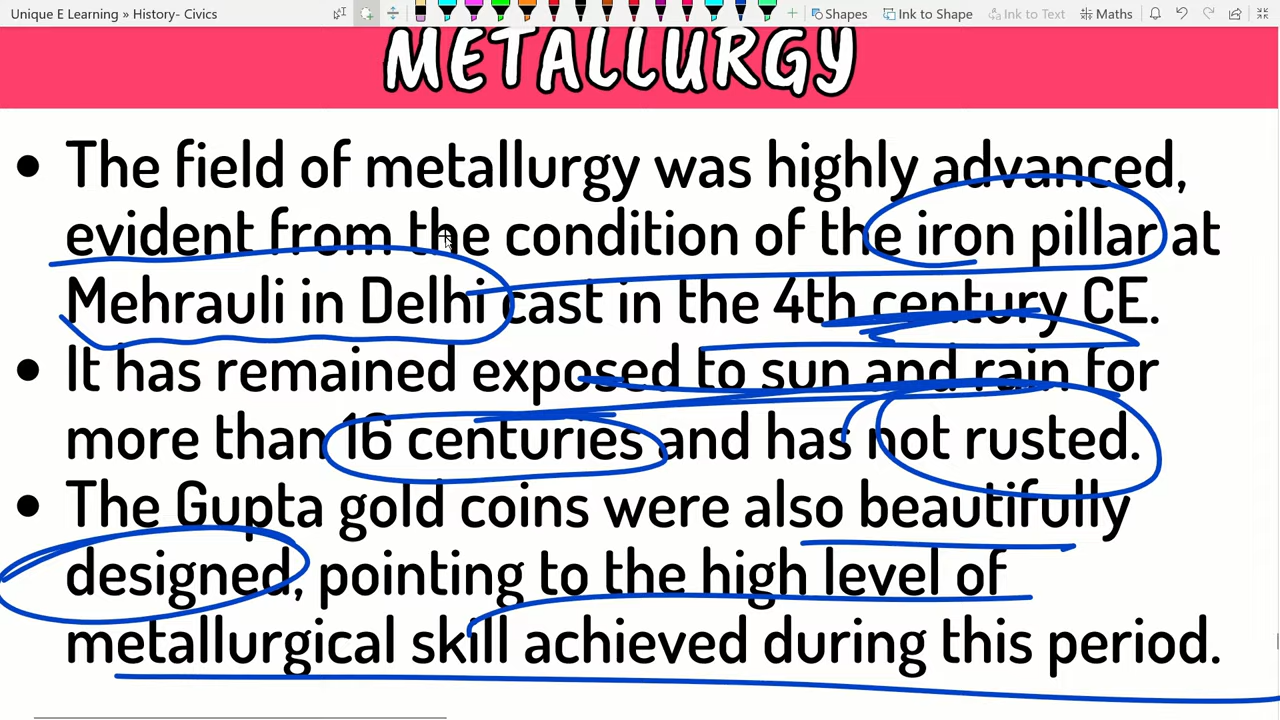 Unique E Learning » History- Civics
Shapes Ink to Shape Ink to Text Maths
METALLURGY
• The field of metallurgy was highly advanced,
evident from the condition of the iron pillar at
Mehrauli in Delhi cast in the 4th century CE.
• It has remained exposed to sun and rain for
more than 16 centuries and has not rusted.
• The Gupta gold coins were also beautifully
designed, pointing to the high level of
metallurgical skill achieved during this period.